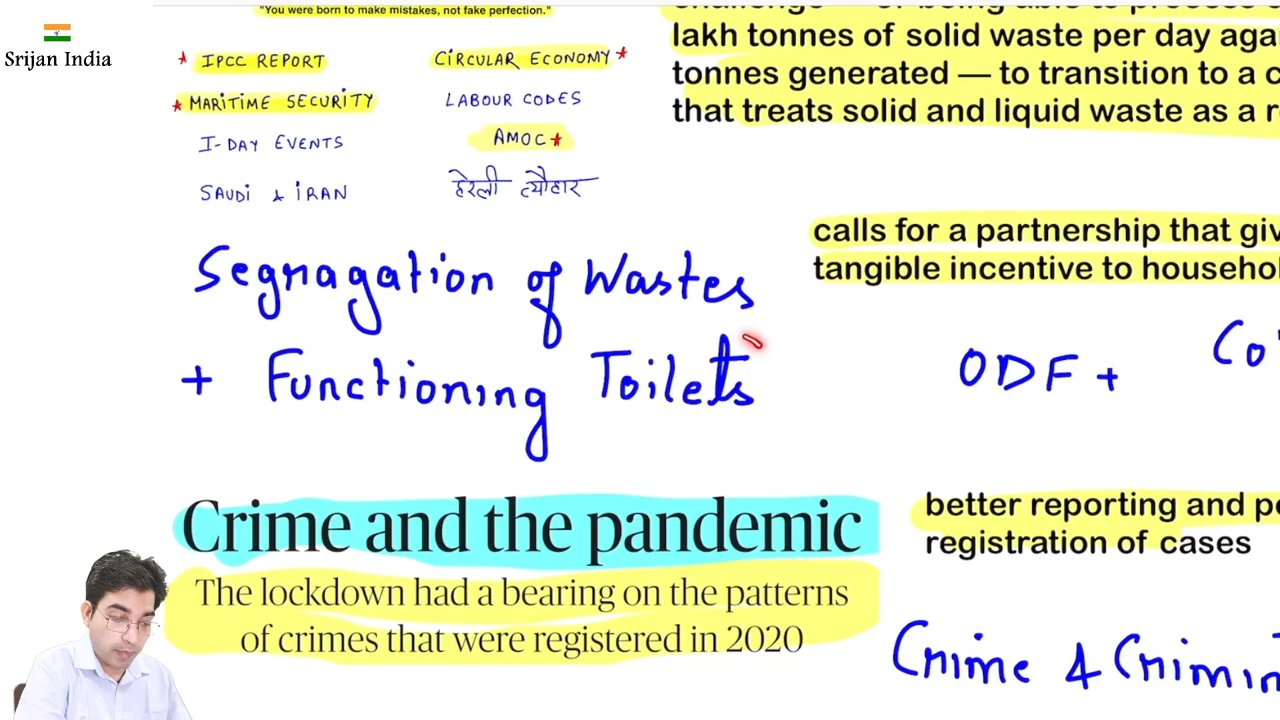 "You were born to make mistakes, not fake perfection."
Srijan India
IPCC REPORT
CIRCULAR ECONOMY
MARITIME SECURITY
LABOUR CODES
I-DAY EVENTS
AMOC
SAUDI & IRAN
हरेली त्यौहार
lakh tonnes of solid waste per day aga
tonnes generated — to transition to a c
that treats solid and liquid waste as a r
Segragation of Wastes
+ Functioning Toilets
calls for a partnership that giv
tangible incentive to househol
ODF +
Co
Crime and the pandemic
The lockdown had a bearing on the patterns
of crimes that were registered in 2020
better reporting and pe
registration of cases
Crime & Crimin